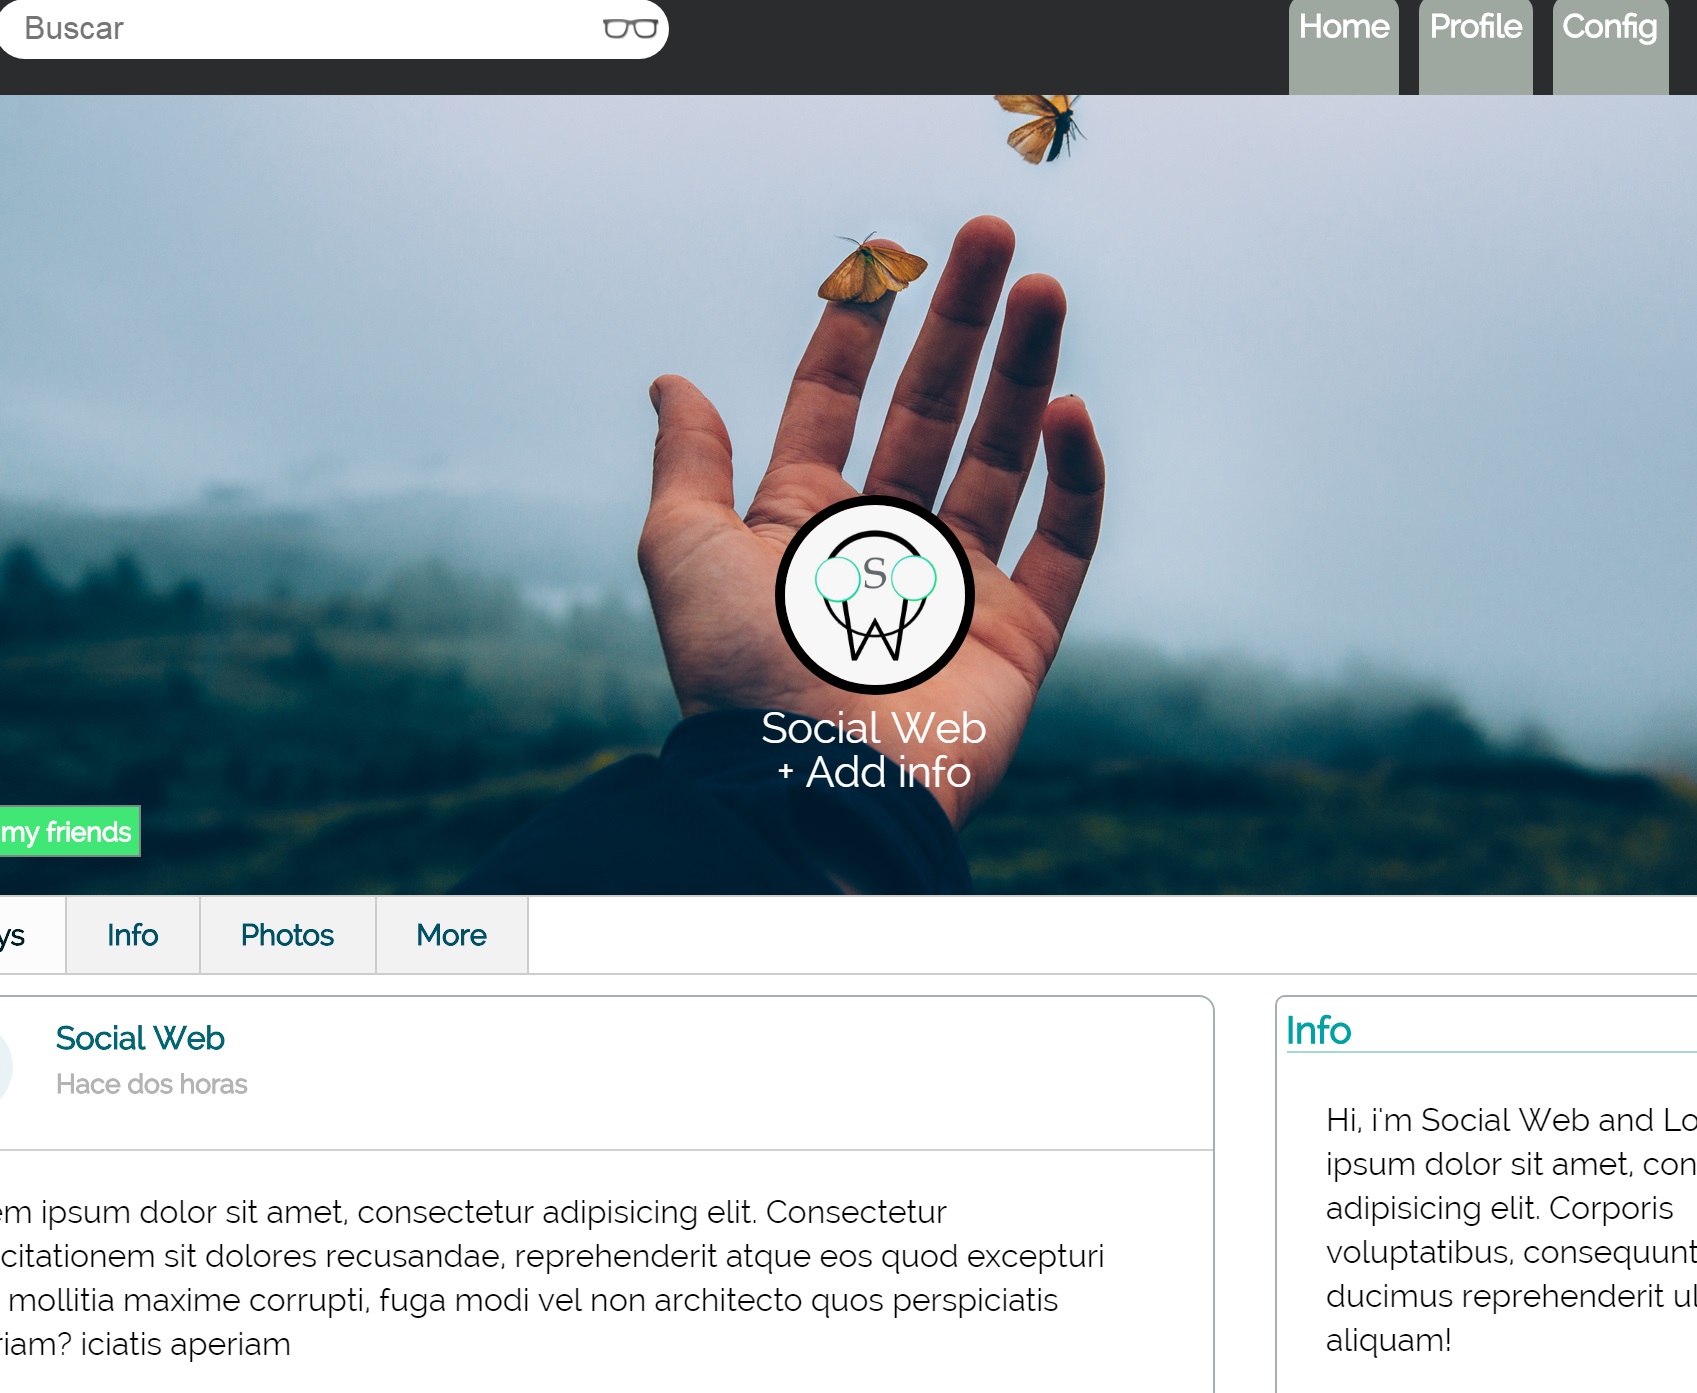 Buscar
Home
Profile
Config
S
W
Social Web
+ Add info
my friends
ys
Info
Photos
More
Social Web
Hace dos horas
em ipsum dolor sit amet, consectetur adipisicing elit. Consectetur
citationem sit dolores recusandae, reprehenderit atque eos quod excepturi
mollitia maxime corrupti, fuga modi vel non architecto quos perspiciatis
riam? iciatis aperiam
Info
Hi, i'm Social Web and Lo
ipsum dolor sit amet, con
adipisicing elit. Corporis
voluptatibus, consequunt
ducimus reprehenderit ul
aliquam!